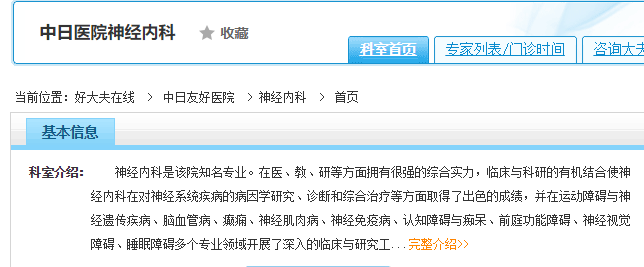 中日医院神经内科 ★ 收藏
科室首页 专家列表/门诊时间 咨询大夫
当前位置：好大夫在线 > 中日友好医院 > 神经内科 > 首页
基本信息
科室介绍： 神经内科是该院知名专业。在医、教、研等方面拥有很强的综合实力，临床与科研的有机结合使神
经内科在对神经系统疾病的病因学研究、诊断和综合治疗等方面取得了出色的成绩，并在运动障碍与神
经遗传疾病、脑血管病、癫痫、神经肌肉病、神经免疫病、认知障碍与痴呆、前庭功能障碍、神经视觉
障碍、睡眠障碍多个专业领域开展了深入的临床与研究工...完整介绍>>